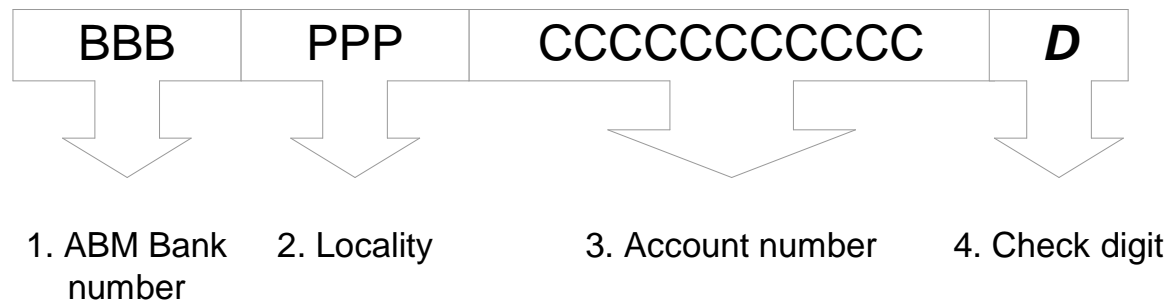 BBB PPP CCCCCCCCCCC D
1. ABM Bank number
2. Locality
3. Account number
4. Check digit